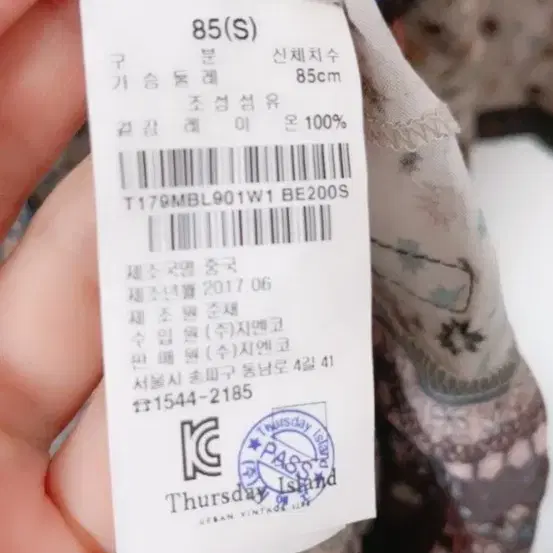 85(S)
구 분 신체치수
가슴둘레 85cm
조성섬유
겉감 레이온 100%
T179MBL901W1 BE200S
제조국명 중국
제조년월 2017 06
제조원 준재
수입원 (주)지엔코
판매원 (주)지엔코
서울시 송파구 동남로 4길 41
☎1544-2185
Thursday Island
PASS
Thursday Island
URBAN VINTAGE LIFE